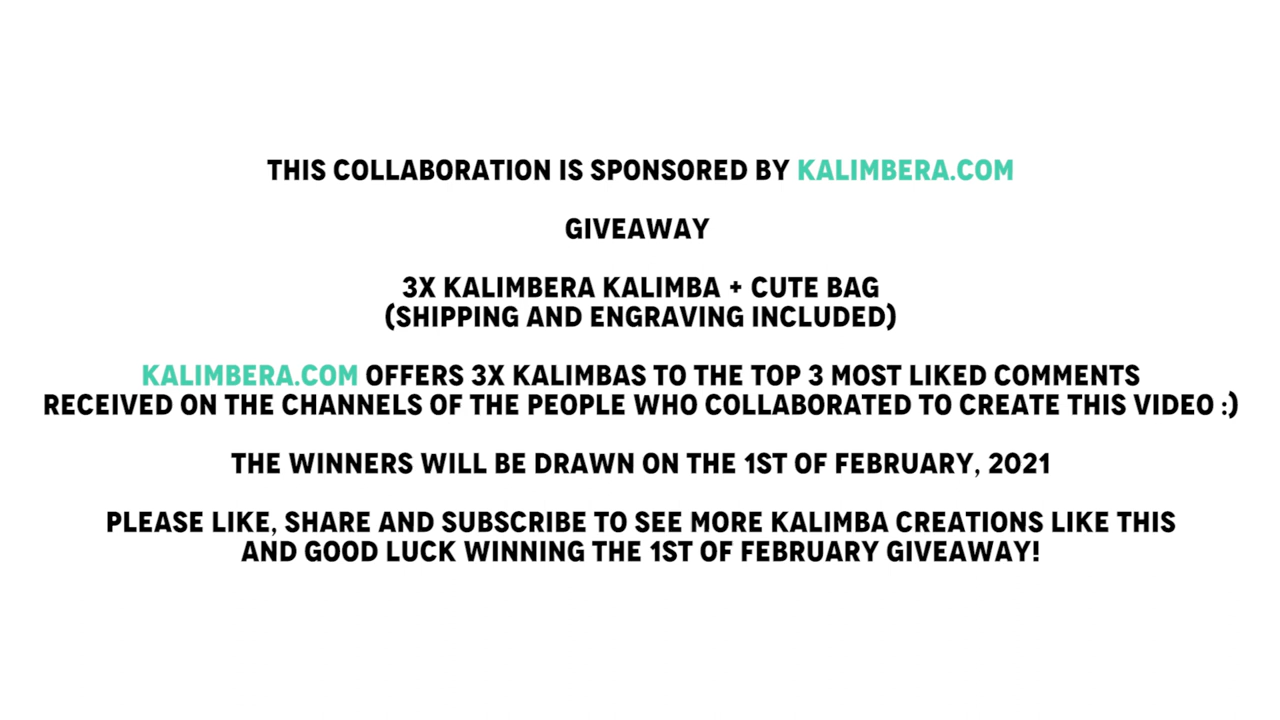 THIS COLLABORATION IS SPONSORED BY KALIMBERA.COM
GIVEAWAY
3X KALIMBERA KALIMBA + CUTE BAG
(SHIPPING AND ENGRAVING INCLUDED)
KALIMBERA.COM OFFERS 3X KALIMBAS TO THE TOP 3 MOST LIKED COMMENTS
RECEIVED ON THE CHANNELS OF THE PEOPLE WHO COLLABORATED TO CREATE THIS VIDEO :)
THE WINNERS WILL BE DRAWN ON THE 1ST OF FEBRUARY, 2021
PLEASE LIKE, SHARE AND SUBSCRIBE TO SEE MORE KALIMBA CREATIONS LIKE THIS
AND GOOD LUCK WINNING THE 1ST OF FEBRUARY GIVEAWAY!